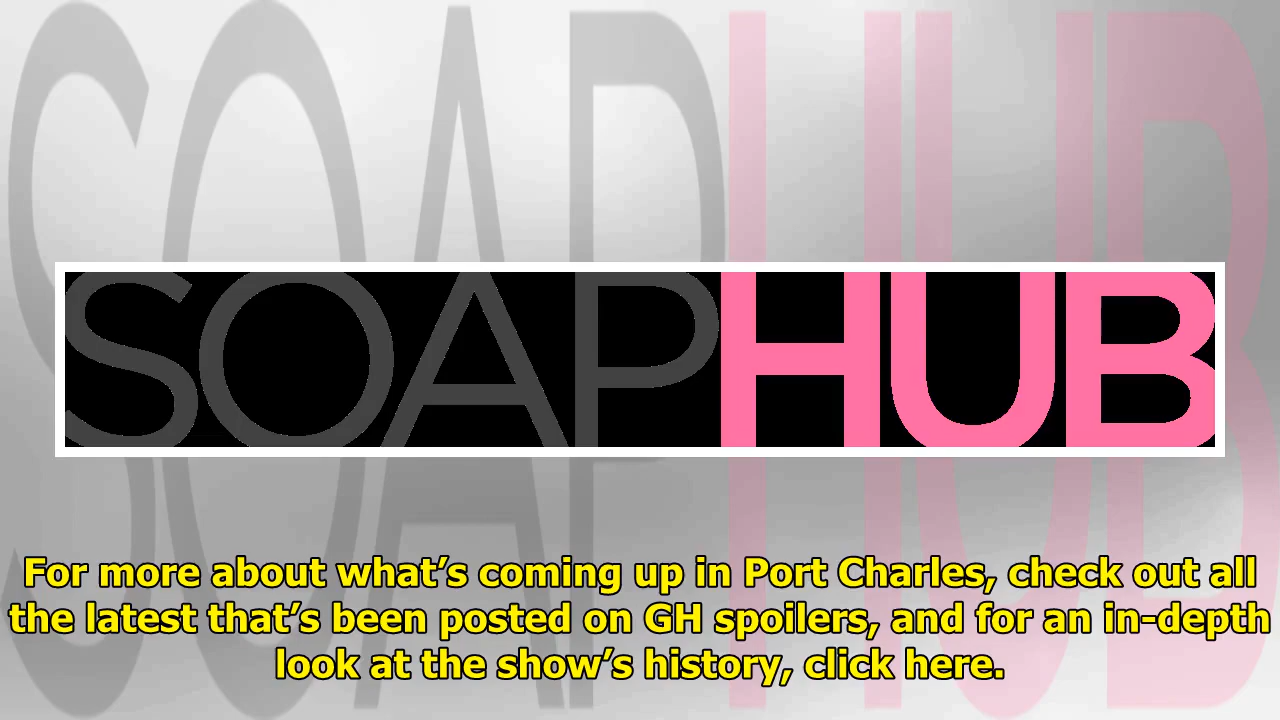 SOAPHUB
SOAPHUB
For more about what’s coming up in Port Charles, check out all
the latest that’s been posted on GH spoilers, and for an in-depth
look at the show’s history, click here.